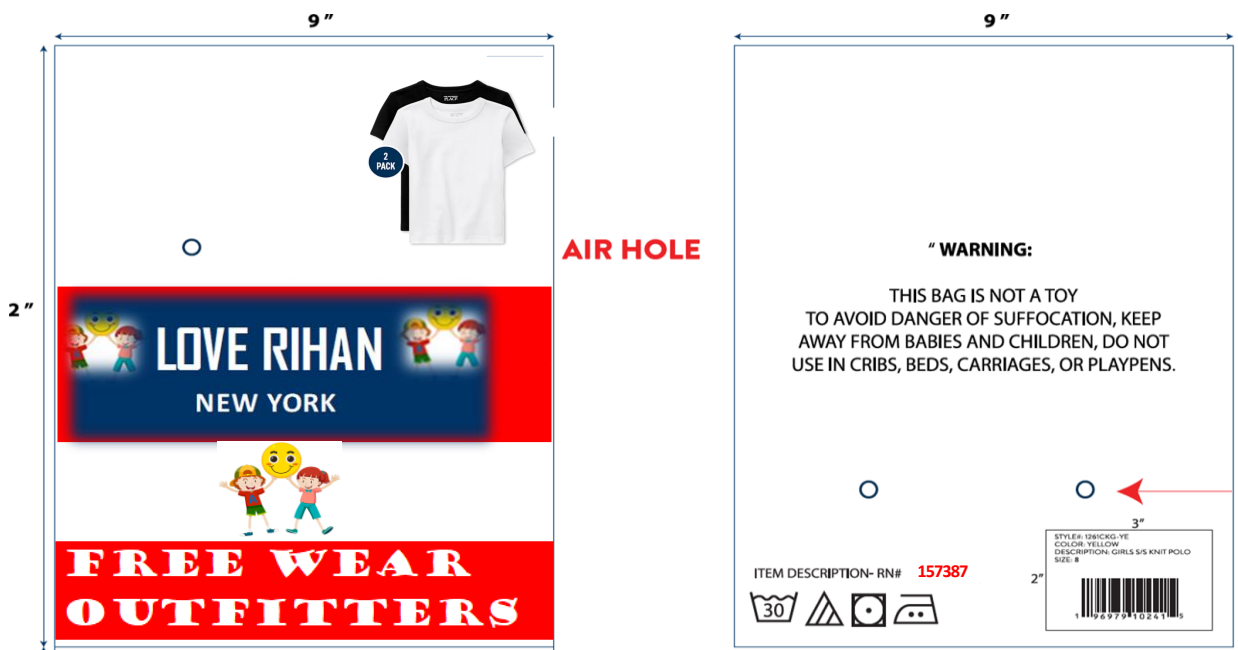 9 ”
9 ”
PLACE
2
PACK
AIR HOLE
2 ”
LOVE RIHAN
NEW YORK
FREE WEAR
OUTFITTERS
“ WARNING:
THIS BAG IS NOT A TOY
TO AVOID DANGER OF SUFFOCATION, KEEP
AWAY FROM BABIES AND CHILDREN, DO NOT
USE IN CRIBS, BEDS, CARRIAGES, OR PLAYPENS.
3”
2”
STYLE#: 1261CKG-YE
COLOR: YELLOW
DESCRIPTION: GIRLS S/S KNIT POLO
SIZE: 8
1 96979 10241 5
ITEM DESCRIPTION- RN# 157387
30